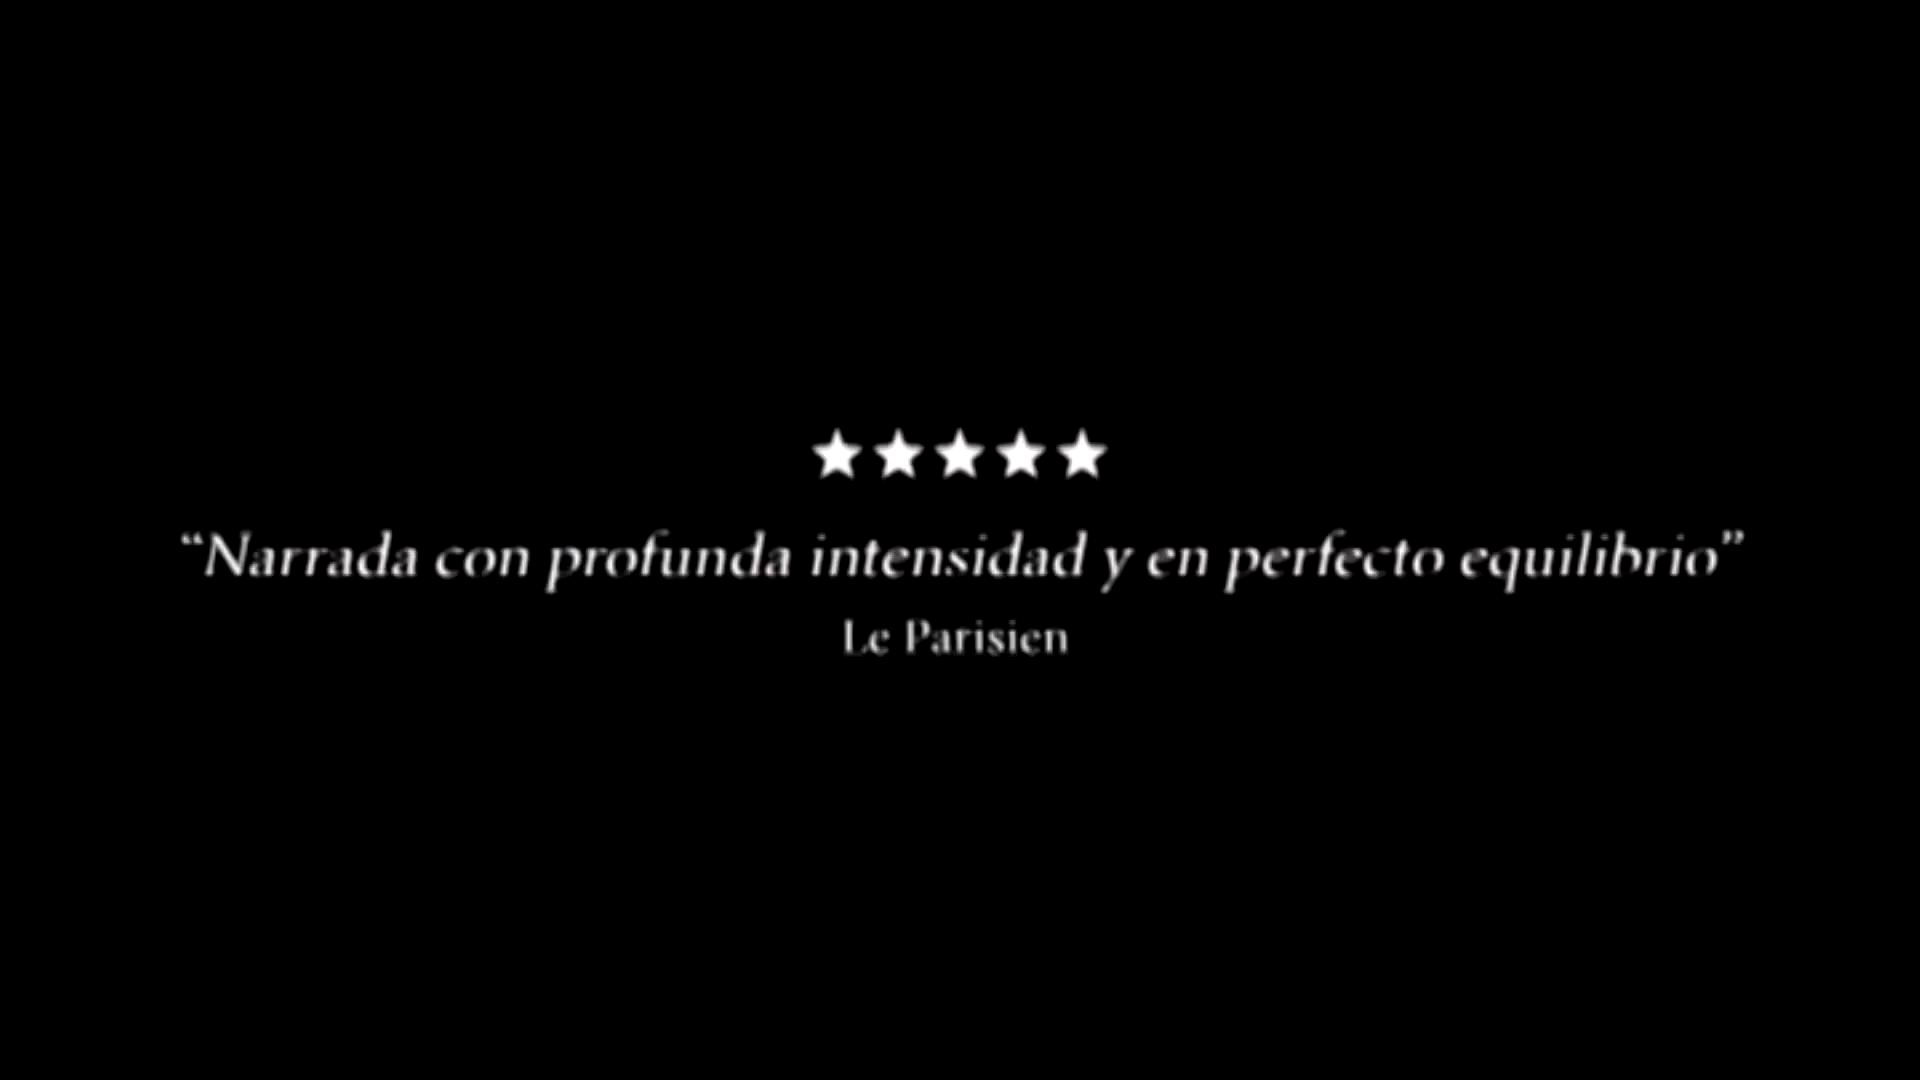 ★★★★★
“Narrada con profunda intensidad y en perfecto equilibrio”
Le Parisien